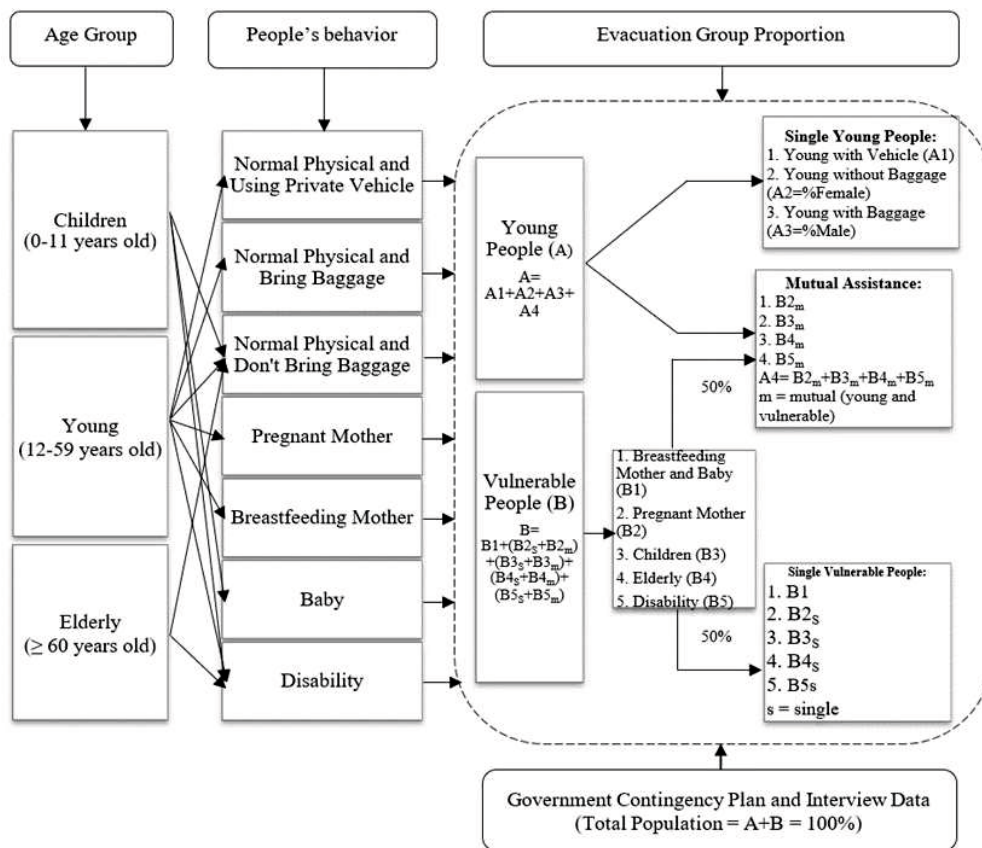 Age Group
People's behavior
Evacuation Group Proportion
Children
(0-11 years old)
Young
(12-59 years old)
Elderly
(≥ 60 years old)
Normal Physical and
Using Private Vehicle
Normal Physical and
Bring Baggage
Normal Physical and
Don't Bring Baggage
Pregnant Mother
Breastfeeding Mother
Baby
Disability
Young
People (A)
A=
A1+A2+A3+
A4
Vulnerable
People (B)
B=
B1+(B2s+B2m)
+(B3s+B3m)+
(B4s+B4m)+
(B5s+B5m)
1. Breastfeeding
Mother and Baby
(B1)
2. Pregnant Mother
(B2)
3. Children (B3)
4. Elderly (B4)
5. Disability (B5)
50%
50%
Single Young People:
1. Young with Vehicle (A1)
2. Young without Baggage
(A2=%Female)
3. Young with Baggage
(A3=%Male)
Mutual Assistance:
1. B2m
2. B3m
3. B4m
4. B5m
A4= B2m+B3m+B4m+B5m
m = mutual (young and
vulnerable)
Single Vulnerable People:
1. B1
2. B2s
3. B3s
4. B4s
5. B5s
s = single
Government Contingency Plan and Interview Data
(Total Population = A+B = 100%)